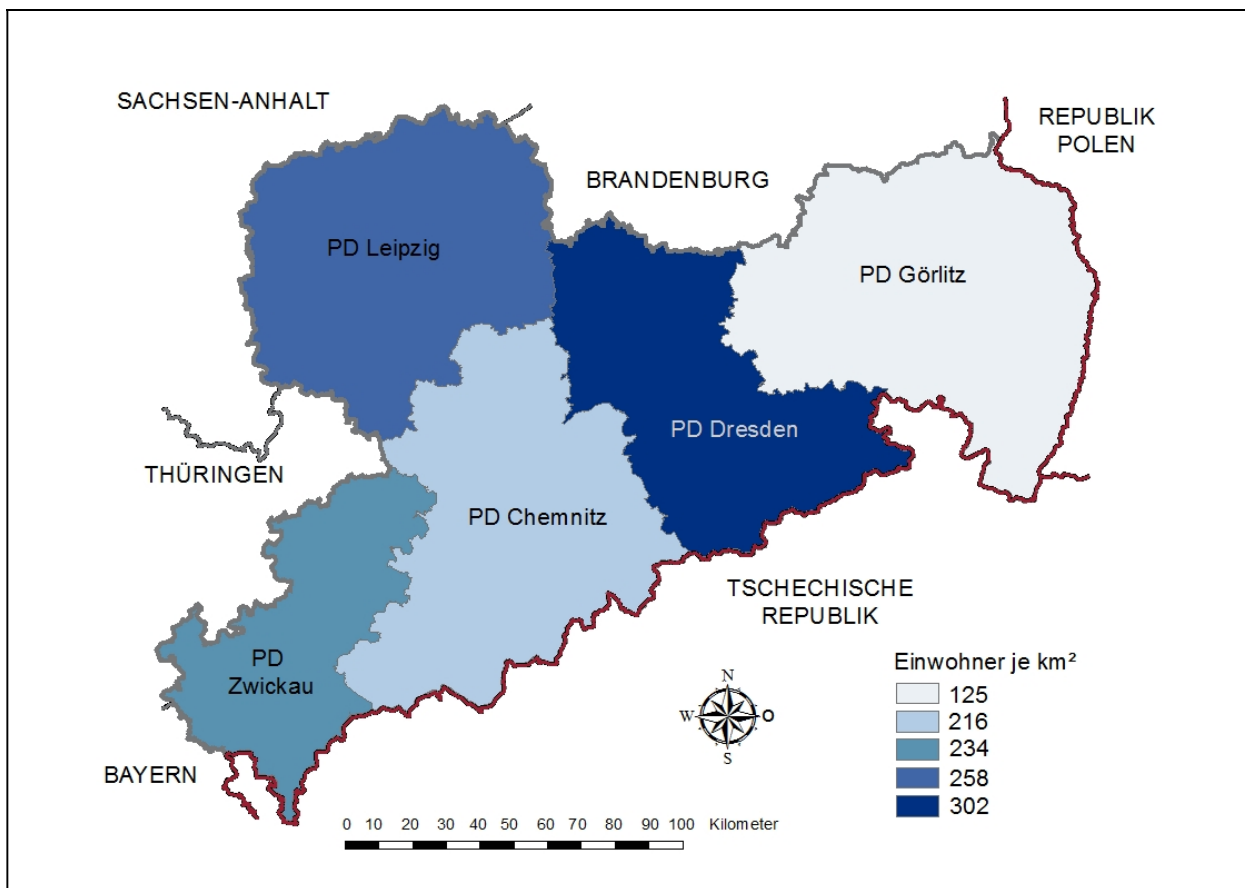 SACHSEN-ANHALT
REPUBLIK
POLEN
BRANDENBURG
PD Leipzig
PD Görlitz
PD Dresden
THÜRINGEN
PD Chemnitz
TSCHECHISCHE
REPUBLIK
PD
Zwickau
BAYERN
N
W
O
S
Einwohner je km²
125
216
234
258
302
0 10 20 30 40 50 60 70 80 90 100 Kilometer